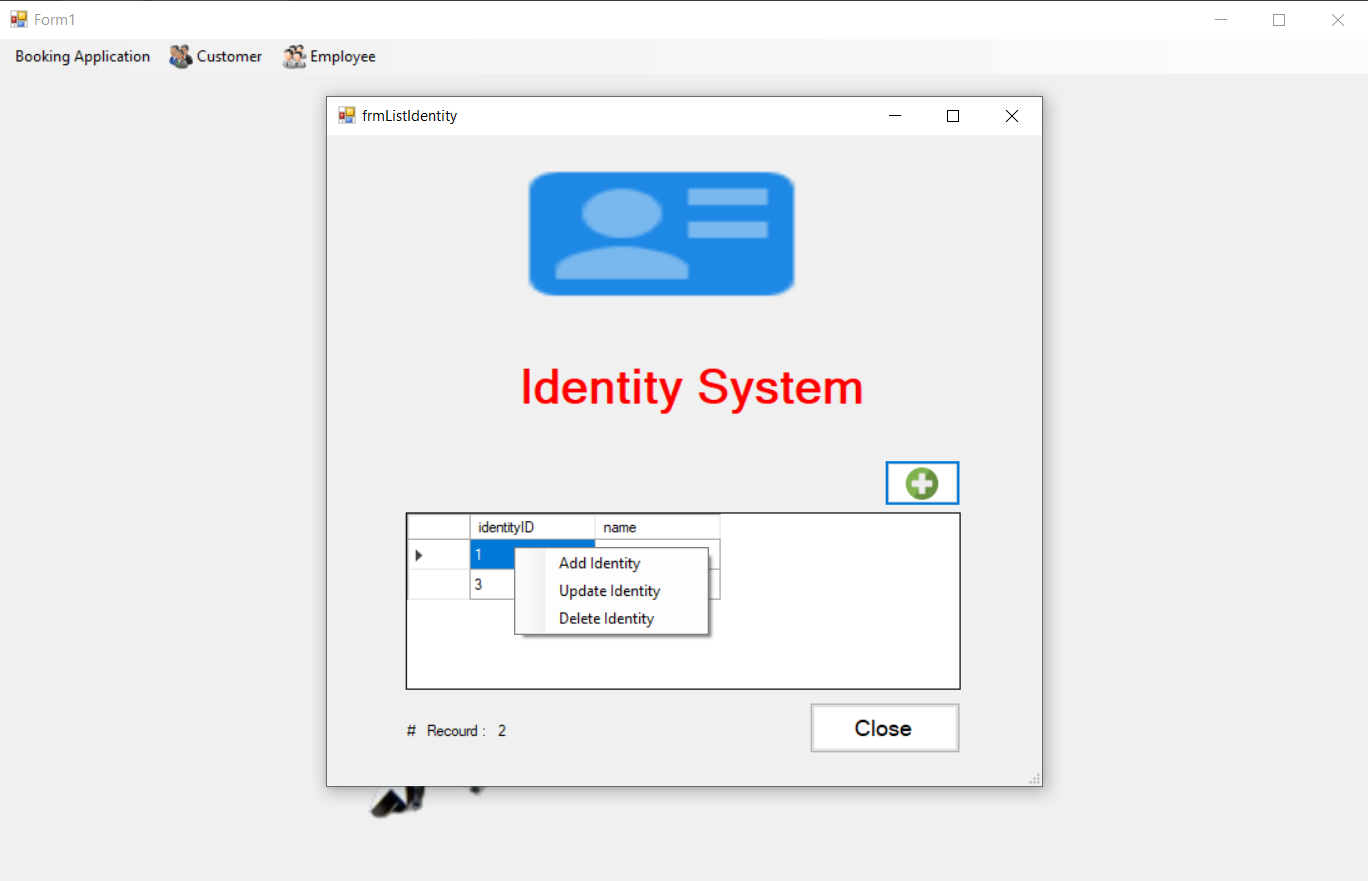 Form1
Booking Application Customer Employee
frmListIdentity
Identity System
identityID name
1
3
Add Identity
Update Identity
Delete Identity
# Recourd : 2
Close